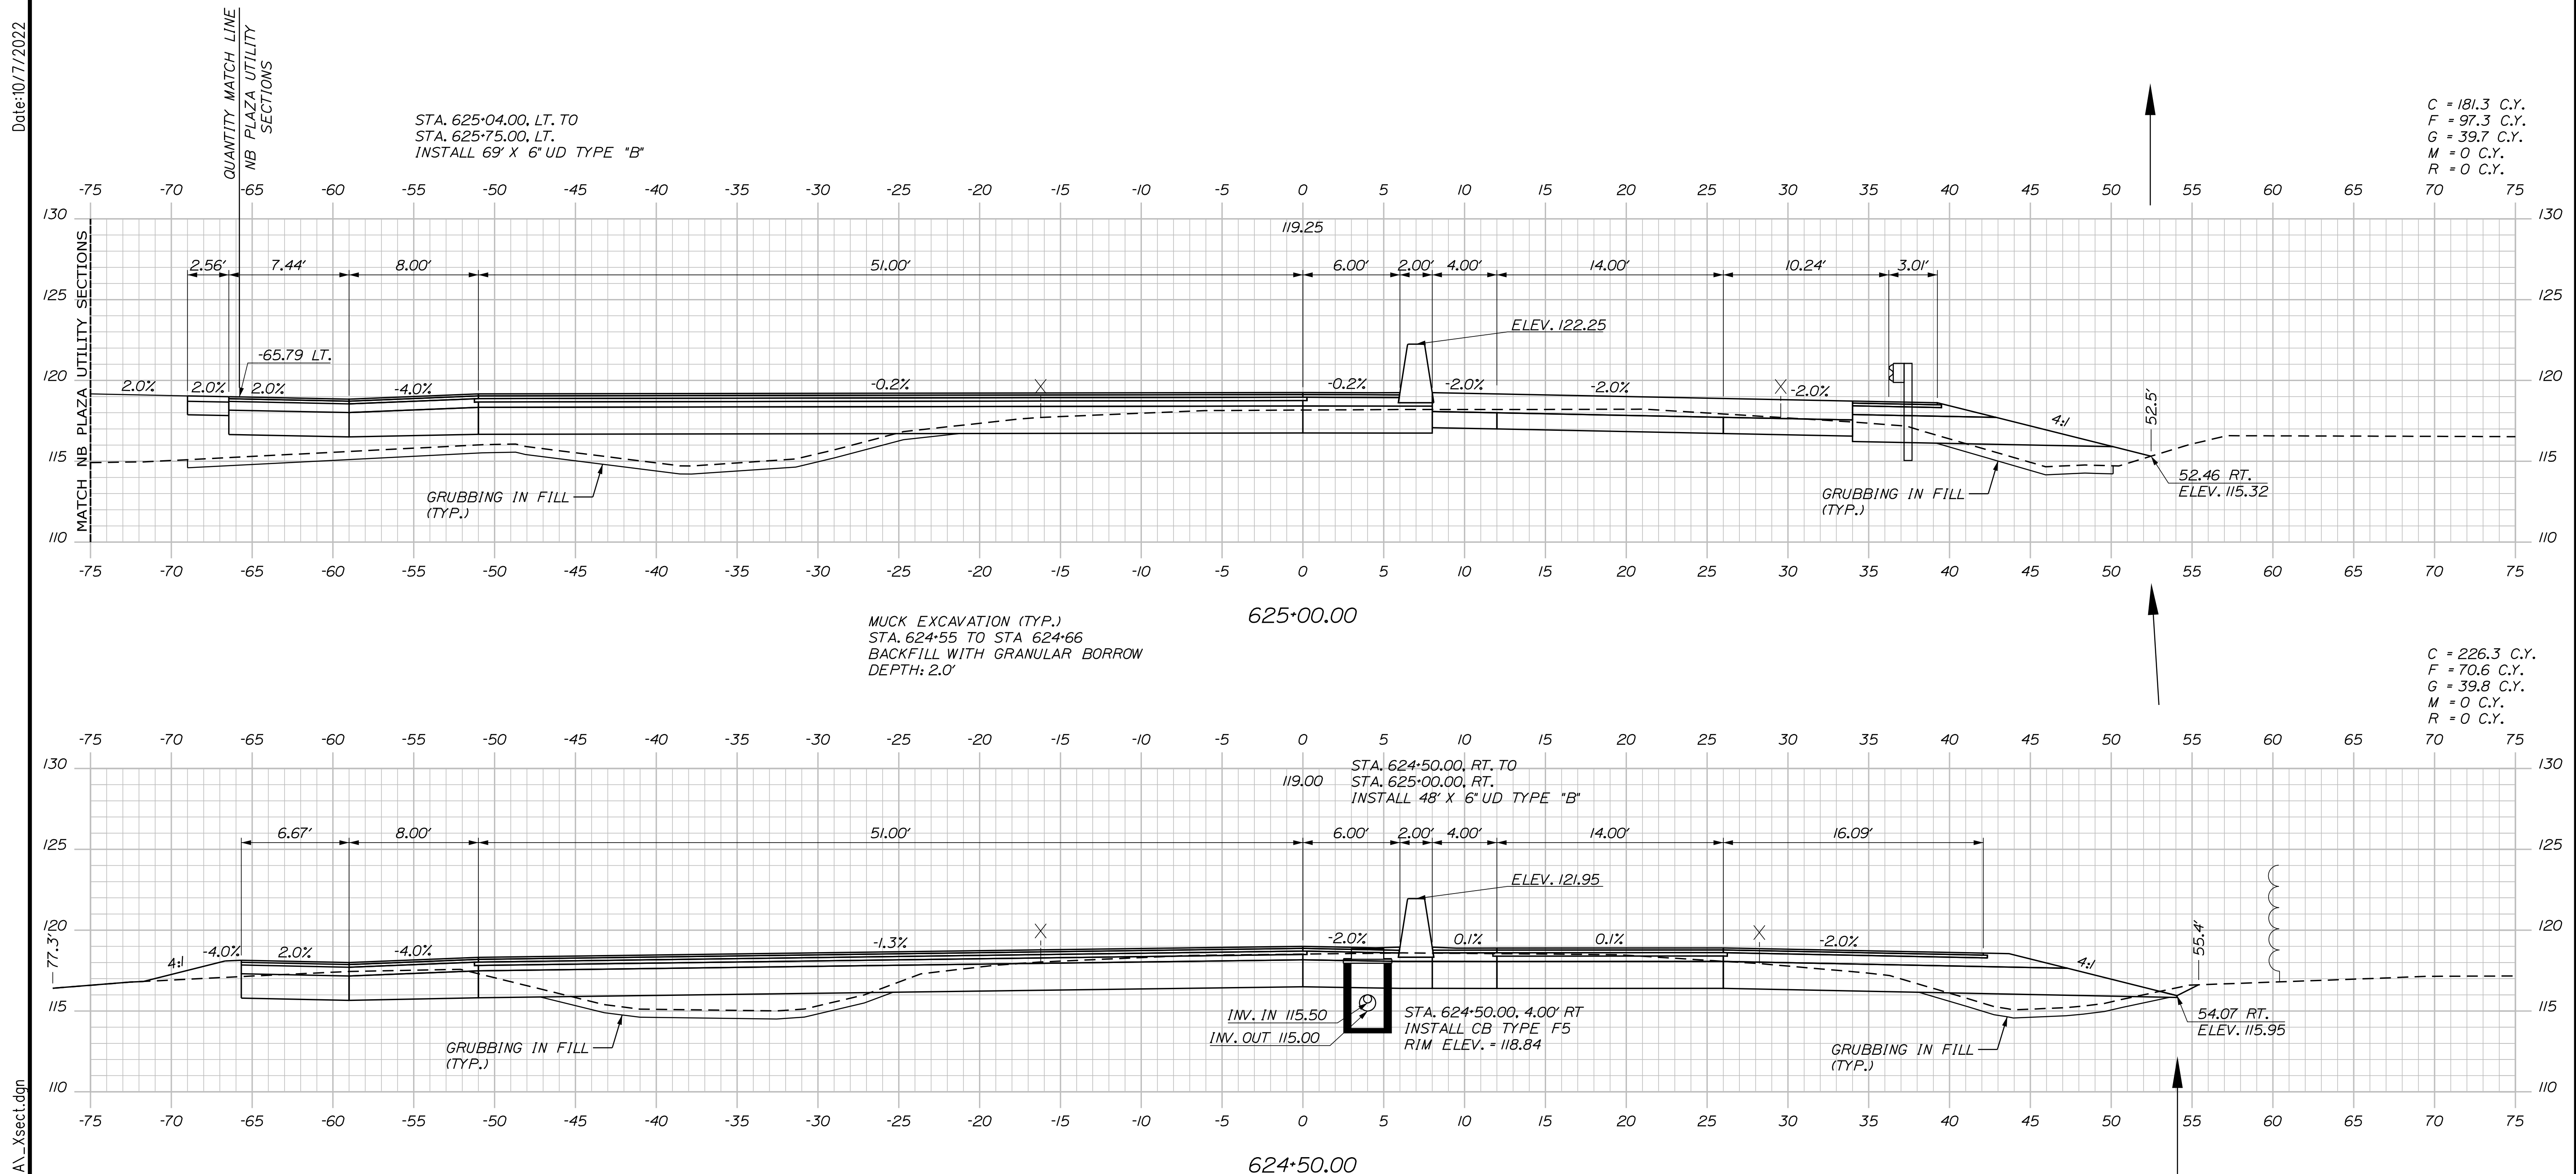 Date:10/7/2022
A\_Xsect.dgn
QUANTITY MATCH LINE
NB PLAZA UTILITY
SECTIONS
STA. 625+04.00, LT. TO
STA. 625+75.00, LT.
INSTALL 69' X 6" UD TYPE "B"
C = 181.3 C.Y.
F = 97.3 C.Y.
G = 39.7 C.Y.
M = 0 C.Y.
R = 0 C.Y.
-75 -70 -65 -60 -55 -50 -45 -40 -35 -30 -25 -20 -15 -10 -5 0 5 10 15 20 25 30 35 40 45 50 55 60 65 70 75
130 130
119.25
MATCH NB PLAZA UTILITY SECTIONS
2.56' 7.44' 8.00' 51.00' 6.00' 2.00' 4.00' 14.00' 10.24' 3.01'
125 125
ELEV. 122.25
-65.79 LT.
120 120
2.0% 2.0% 2.0% -4.0% -0.2% X -0.2% -2.0% -2.0% X -2.0%
4:1
52.5'
115 115
52.46 RT.
ELEV. 115.32
GRUBBING IN FILL
(TYP.)
GRUBBING IN FILL
(TYP.)
110 110
-75 -70 -65 -60 -55 -50 -45 -40 -35 -30 -25 -20 -15 -10 -5 0 5 10 15 20 25 30 35 40 45 50 55 60 65 70 75
625+00.00
MUCK EXCAVATION (TYP.)
STA. 624+55 TO STA 624+66
BACKFILL WITH GRANULAR BORROW
DEPTH: 2.0'
C = 226.3 C.Y.
F = 70.6 C.Y.
G = 39.8 C.Y.
M = 0 C.Y.
R = 0 C.Y.
-75 -70 -65 -60 -55 -50 -45 -40 -35 -30 -25 -20 -15 -10 -5 0 5 10 15 20 25 30 35 40 45 50 55 60 65 70 75
130 130
119.00
STA. 624+50.00, RT. TO
STA. 625+00.00, RT.
INSTALL 48' X 6" UD TYPE "B"
6.67' 8.00' 51.00' 6.00' 2.00' 4.00' 14.00' 16.09'
125 125
ELEV. 121.95
120 120
77.3'
4:1
-4.0% 2.0% -4.0% -1.3% X -2.0% 0.1% 0.1% X -2.0%
4:1
55.4'
115 115
INV. IN 115.50
INV. OUT 115.00
STA. 624+50.00, 4.00' RT
INSTALL CB TYPE F5
RIM ELEV. = 118.84
54.07 RT.
ELEV. 115.95
GRUBBING IN FILL
(TYP.)
GRUBBING IN FILL
(TYP.)
110 110
-75 -70 -65 -60 -55 -50 -45 -40 -35 -30 -25 -20 -15 -10 -5 0 5 10 15 20 25 30 35 40 45 50 55 60 65 70 75
624+50.00